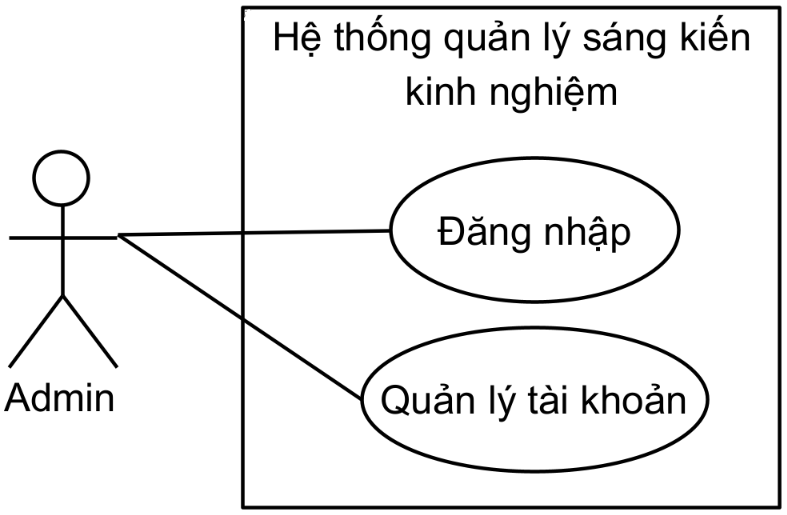 Hệ thống quản lý sáng kiến
kinh nghiệm
Đăng nhập
Quản lý tài khoản
Admin